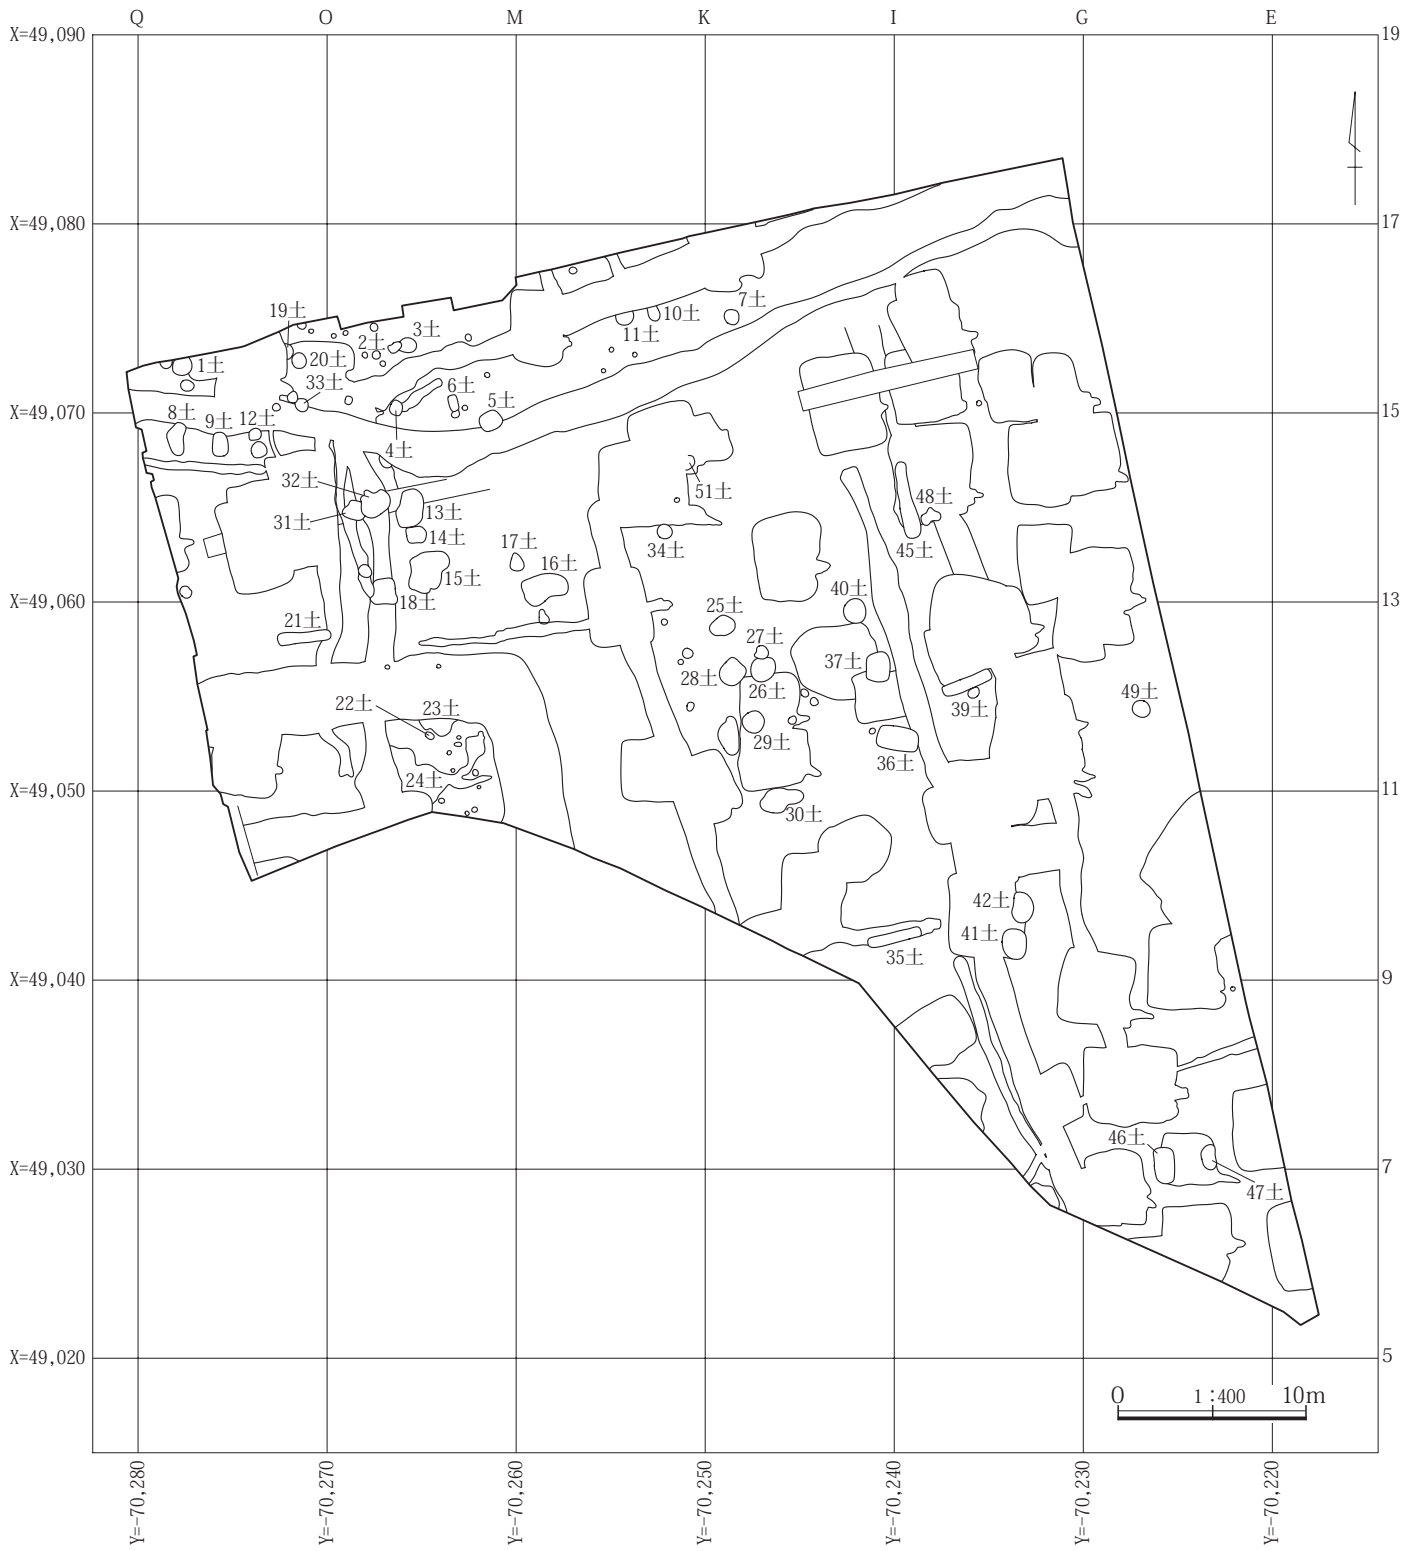 Q O M K I G E
X=49,090 19
X=49,080 17
19土 7土
3土 10土
2土 11土
1土 20土
33土 6土
5土
X=49,070 15
8土 9土 12土
4土
32土 51土
31土 13土 48土
14土 17土 34土 45土
15土 16土
X=49,060 18土 25土 40土 13
21土 27土
28土 26土 37土
22土 23土 39土 49土
29土
24土 36土
X=49,050 11
30土
42土
41土
35土
X=49,040 9
46土
X=49,030 7
47土
X=49,020 5
0 1:400 10m
Y=-70,280 Y=-70,270 Y=-70,260 Y=-70,250 Y=-70,240 Y=-70,230 Y=-70,220